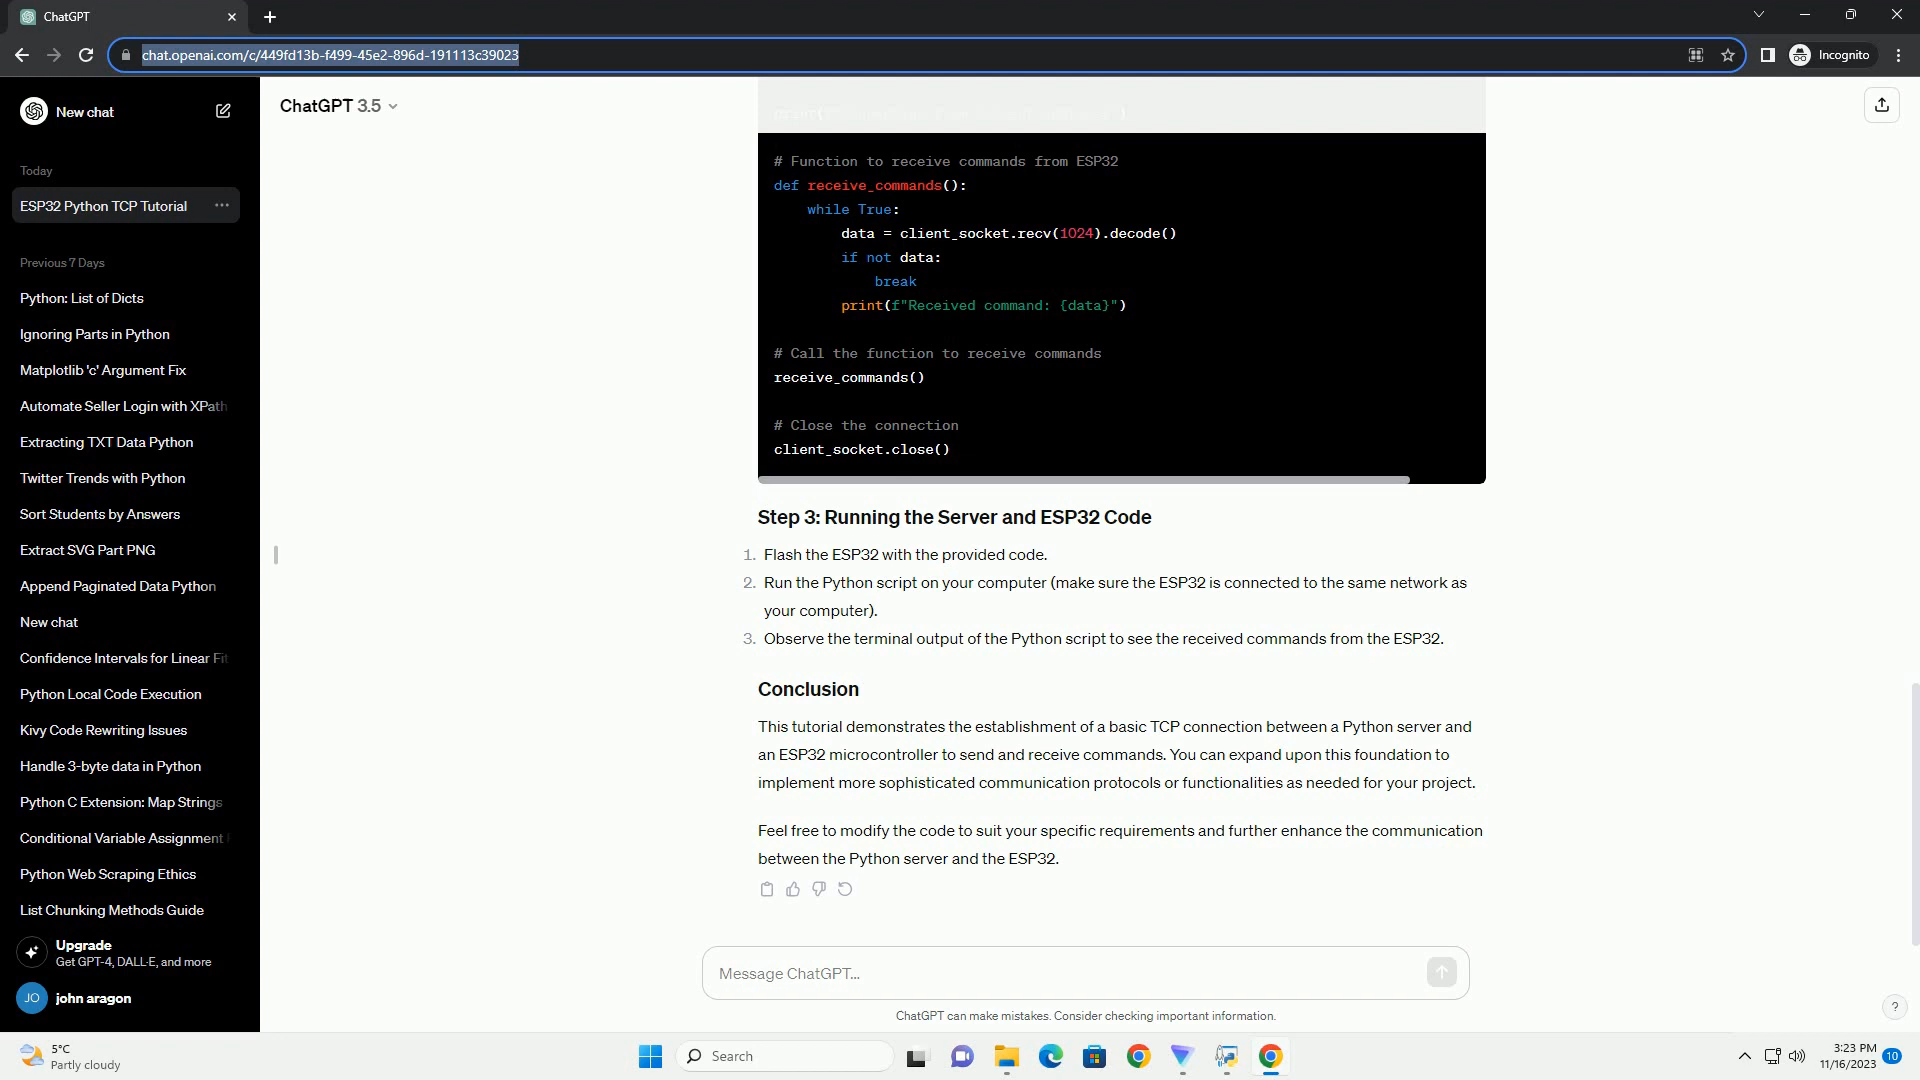 ChatGPT
chat.openai.com/c/449fd13b-f499-45e2-896d-191113c39023
Incognito
New chat
Today
ESP32 Python TCP Tutorial
Previous 7 Days
Python: List of Dicts
Ignoring Parts in Python
Matplotlib 'c' Argument Fix
Automate Seller Login with XPath
Extracting TXT Data Python
Twitter Trends with Python
Sort Students by Answers
Extract SVG Part PNG
Append Paginated Data Python
New chat
Confidence Intervals for Linear Fit
Python Local Code Execution
Kivy Code Rewriting Issues
Handle 3-byte data in Python
Python C Extension: Map Strings
Conditional Variable Assignment
Python Web Scraping Ethics
List Chunking Methods Guide
Upgrade
Get GPT-4, DALL·E, and more
JO john aragon
ChatGPT 3.5
# Function to receive commands from ESP32
def receive_commands():
while True:
data = client_socket.recv(1024).decode()
if not data:
break
print(f"Received command: {data}")
# Call the function to receive commands
receive_commands()
# Close the connection
client_socket.close()
Step 3: Running the Server and ESP32 Code
1. Flash the ESP32 with the provided code.
2. Run the Python script on your computer (make sure the ESP32 is connected to the same network as
your computer).
3. Observe the terminal output of the Python script to see the received commands from the ESP32.
Conclusion
This tutorial demonstrates the establishment of a basic TCP connection between a Python server and
an ESP32 microcontroller to send and receive commands. You can expand upon this foundation to
implement more sophisticated communication protocols or functionalities as needed for your project.
Feel free to modify the code to suit your specific requirements and further enhance the communication
between the Python server and the ESP32.
Message ChatGPT...
ChatGPT can make mistakes. Consider checking important information.
?
5°C
Partly cloudy
Search
3:23 PM
11/16/2023
10